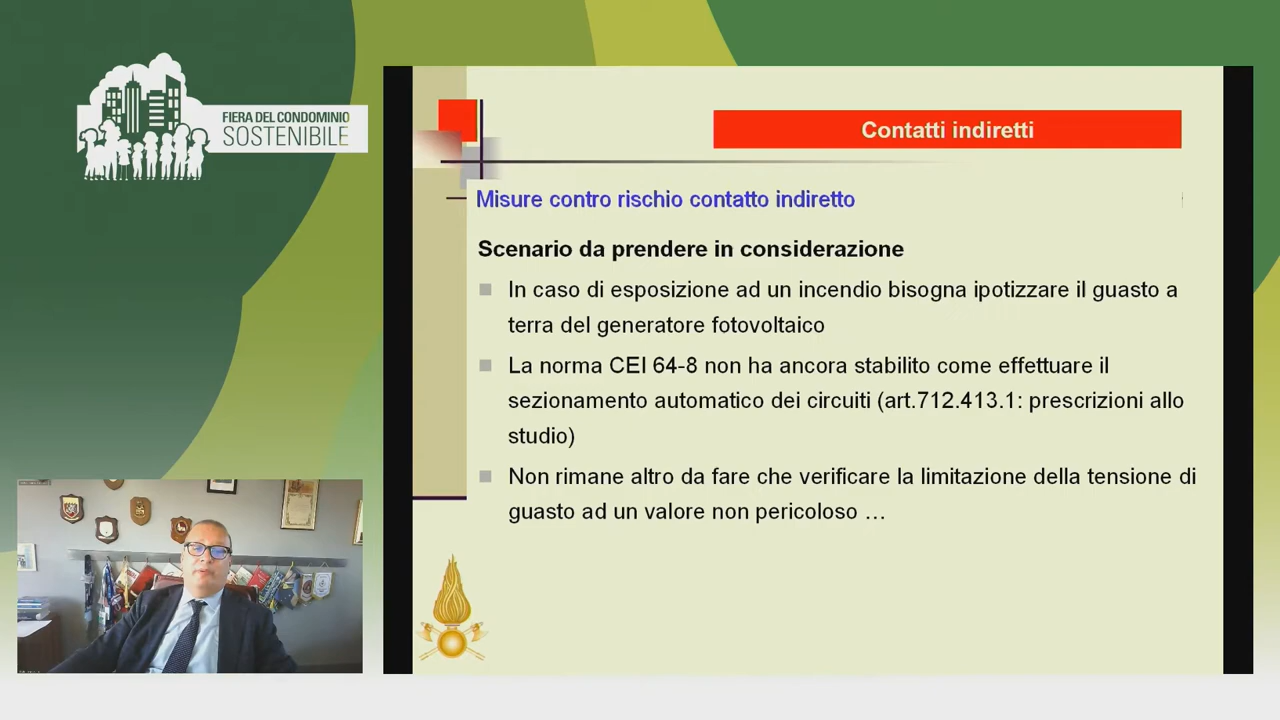 FIERA DEL CONDOMINIO
SOSTENIBILE
Contatti indiretti
Misure contro rischio contatto indiretto
Scenario da prendere in considerazione
In caso di esposizione ad un incendio bisogna ipotizzare il guasto a
terra del generatore fotovoltaico
La norma CEI 64-8 non ha ancora stabilito come effettuare il
sezionamento automatico dei circuiti (art.712.413.1: prescrizioni allo
studio)
Non rimane altro da fare che verificare la limitazione della tensione di
guasto ad un valore non pericoloso …